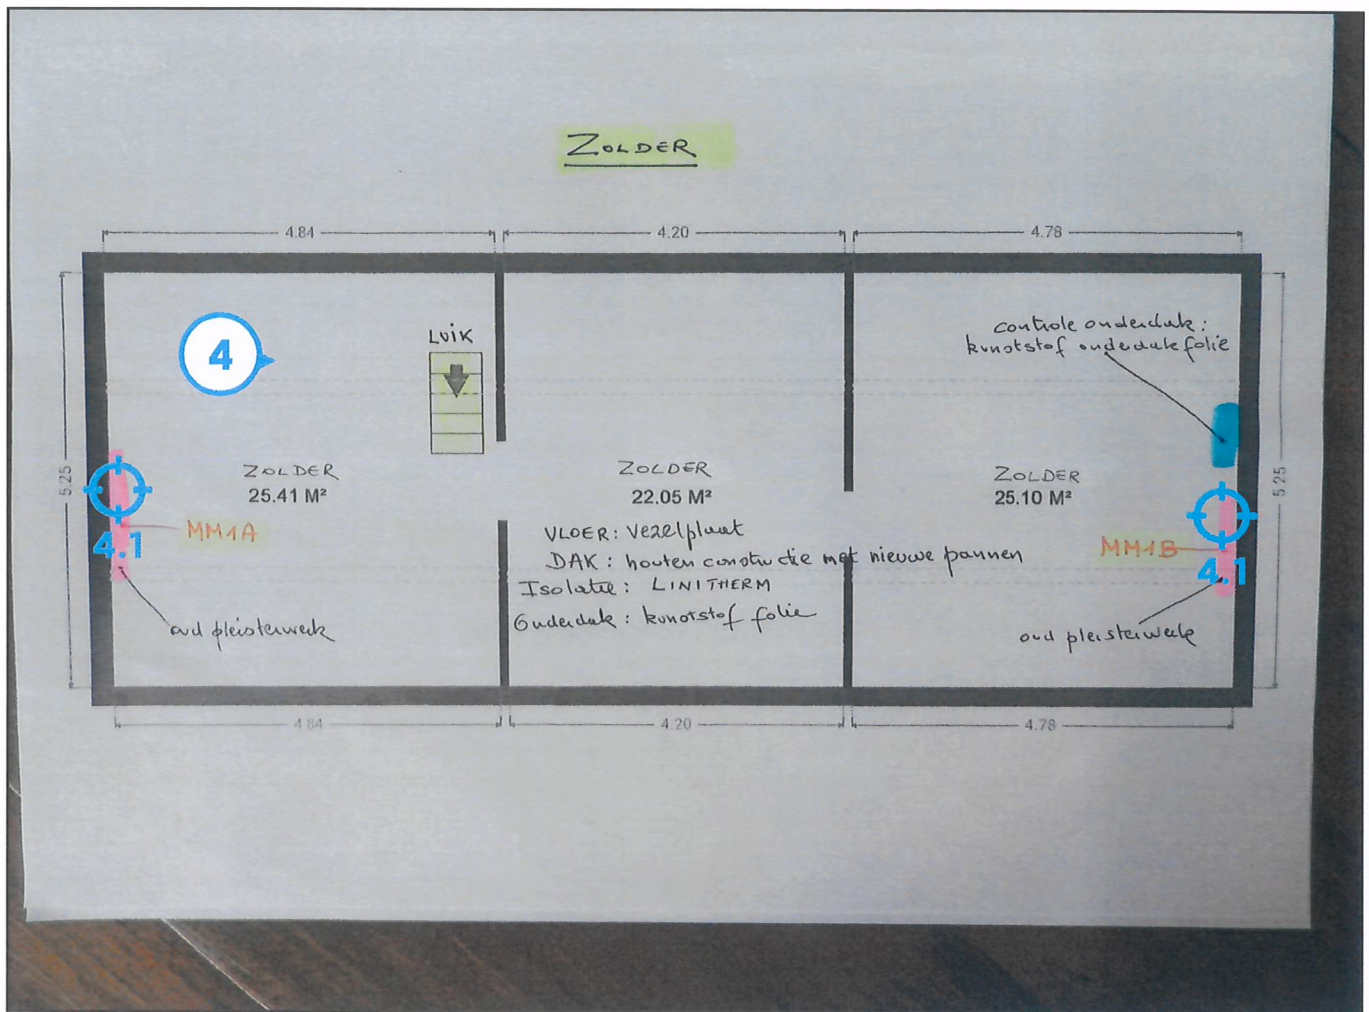 ZOLDER
4.84
4.20
4.78
5.25
5.25
4
LUIK
controle onderdak:
kunststof onderdakfolie
ZOLDER
25.41 M²
ZOLDER
22.05 M²
ZOLDER
25.10 M²
MM1A
4.1
oud pleisterwerk
VLOER: vezelplaat
DAK: houten constructie met nieuwe pannen
Isolatie: LINITHERM
Onderdak: kunststof folie
MM1B
4.1
oud pleisterwerk
4.84
4.20
4.78